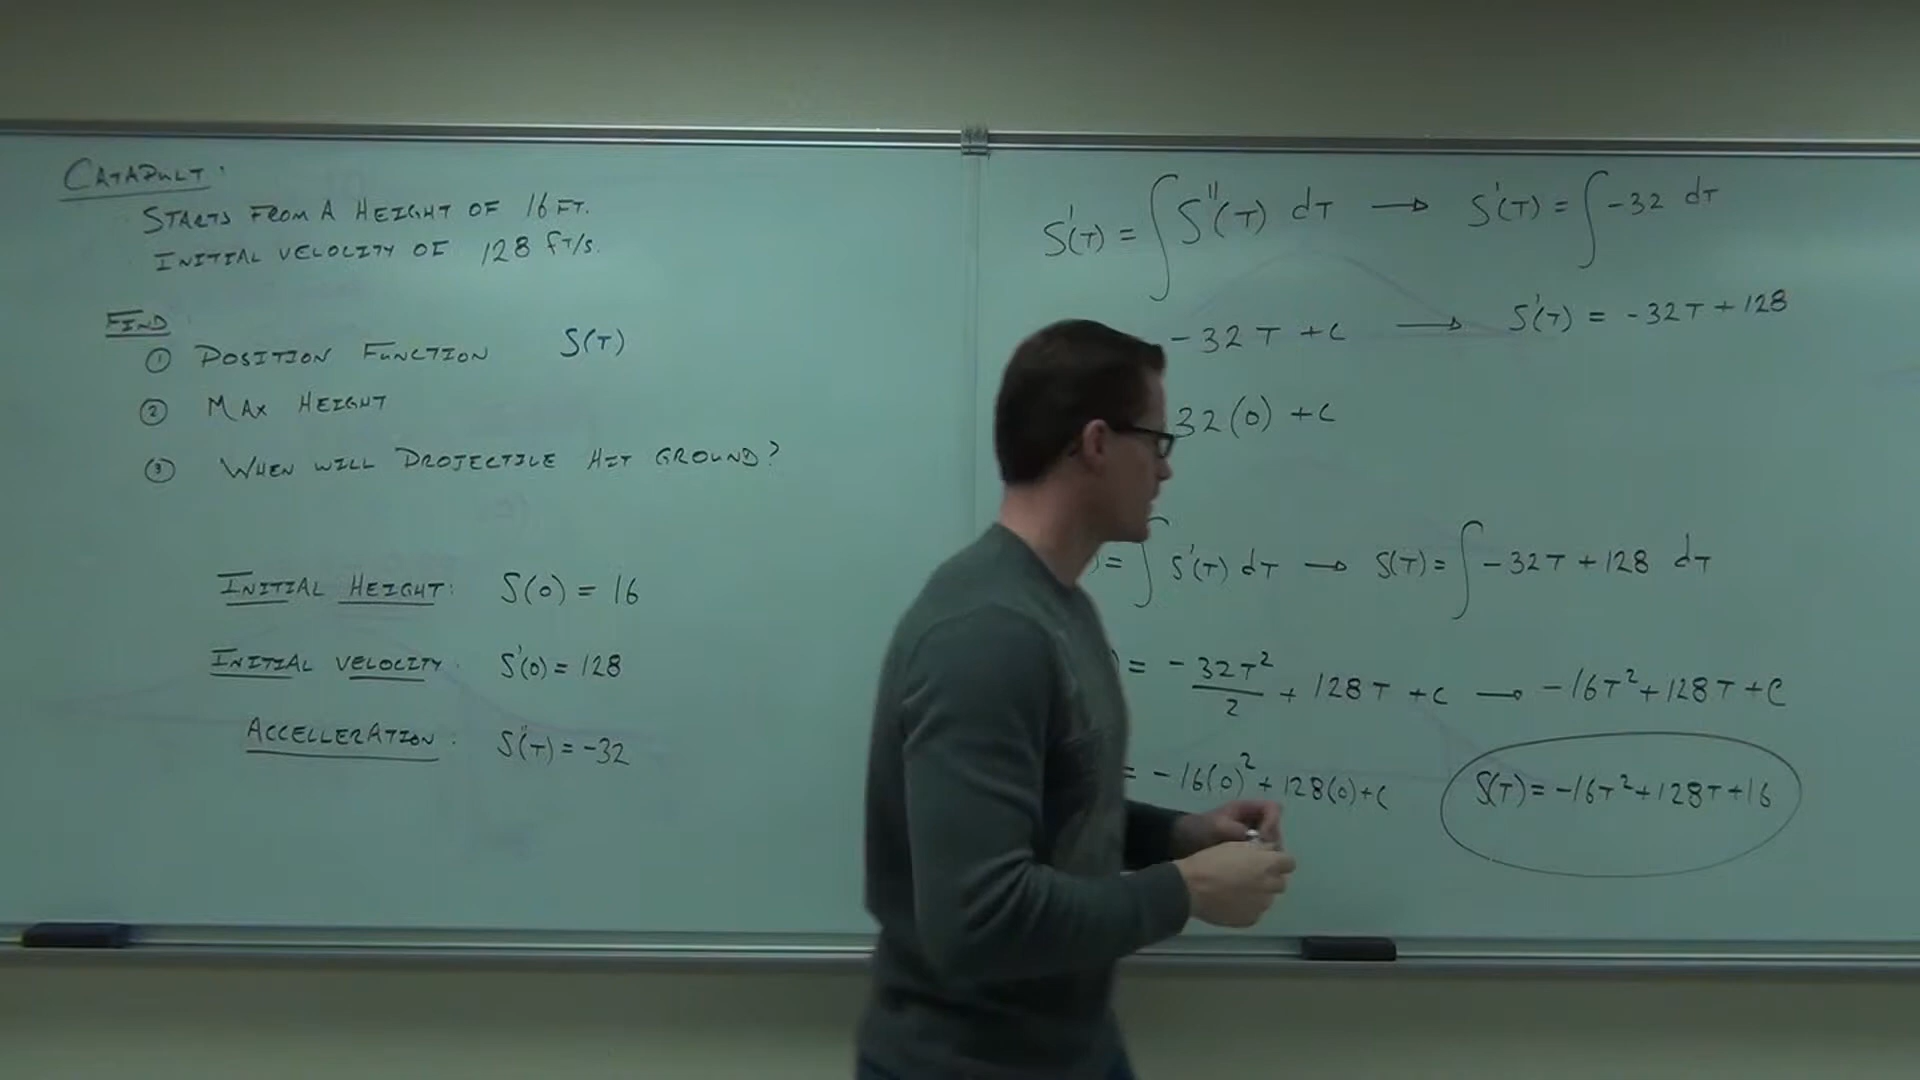 CATAPULT:
STARTS FROM A HEIGHT OF 16 FT.
INITIAL VELOCITY OF 128 FT/S.
FIND
① POSITION FUNCTION S(T)
② MAX HEIGHT
③ WHEN WILL PROJECTILE HIT GROUND?
INITIAL HEIGHT: S(0) = 16
INITIAL VELOCITY: S'(0) = 128
ACCELLERATION: S''(T) = -32
S'(T) = ∫ S''(T) dT → S'(T) = ∫ -32 dT
-32T + C → S'(T) = -32T + 128
32(0) + C
) = ∫ S'(T) dT → S(T) = ∫ -32T + 128 dT
) = -32T²/2 + 128T + C → -16T² + 128T + C
= -16(0)² + 128(0) + C S(T) = -16T² + 128T + 16